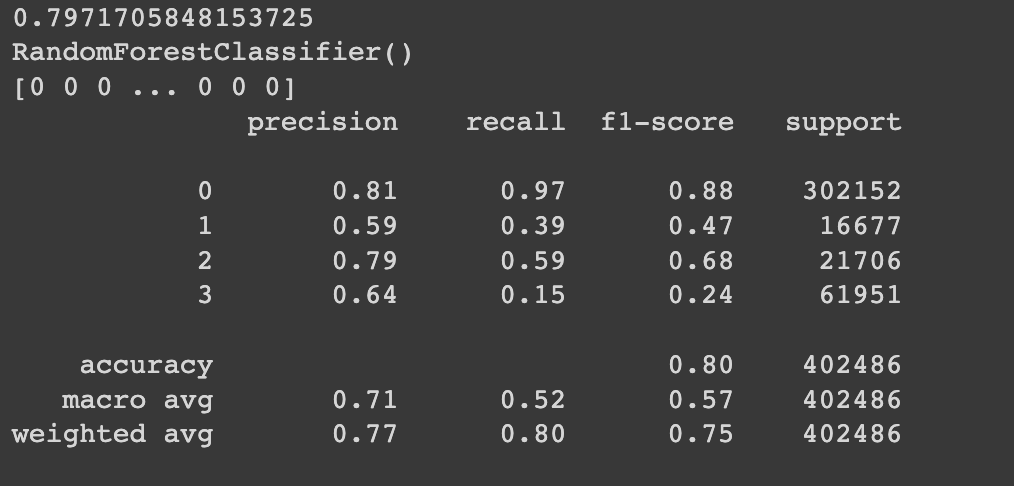 0.7971705848153725
RandomForestClassifier()
[0 0 0 ... 0 0 0]
precision recall f1-score support
0 0.81 0.97 0.88 302152
1 0.59 0.39 0.47 16677
2 0.79 0.59 0.68 21706
3 0.64 0.15 0.24 61951
accuracy 0.80 402486
macro avg 0.71 0.52 0.57 402486
weighted avg 0.77 0.80 0.75 402486